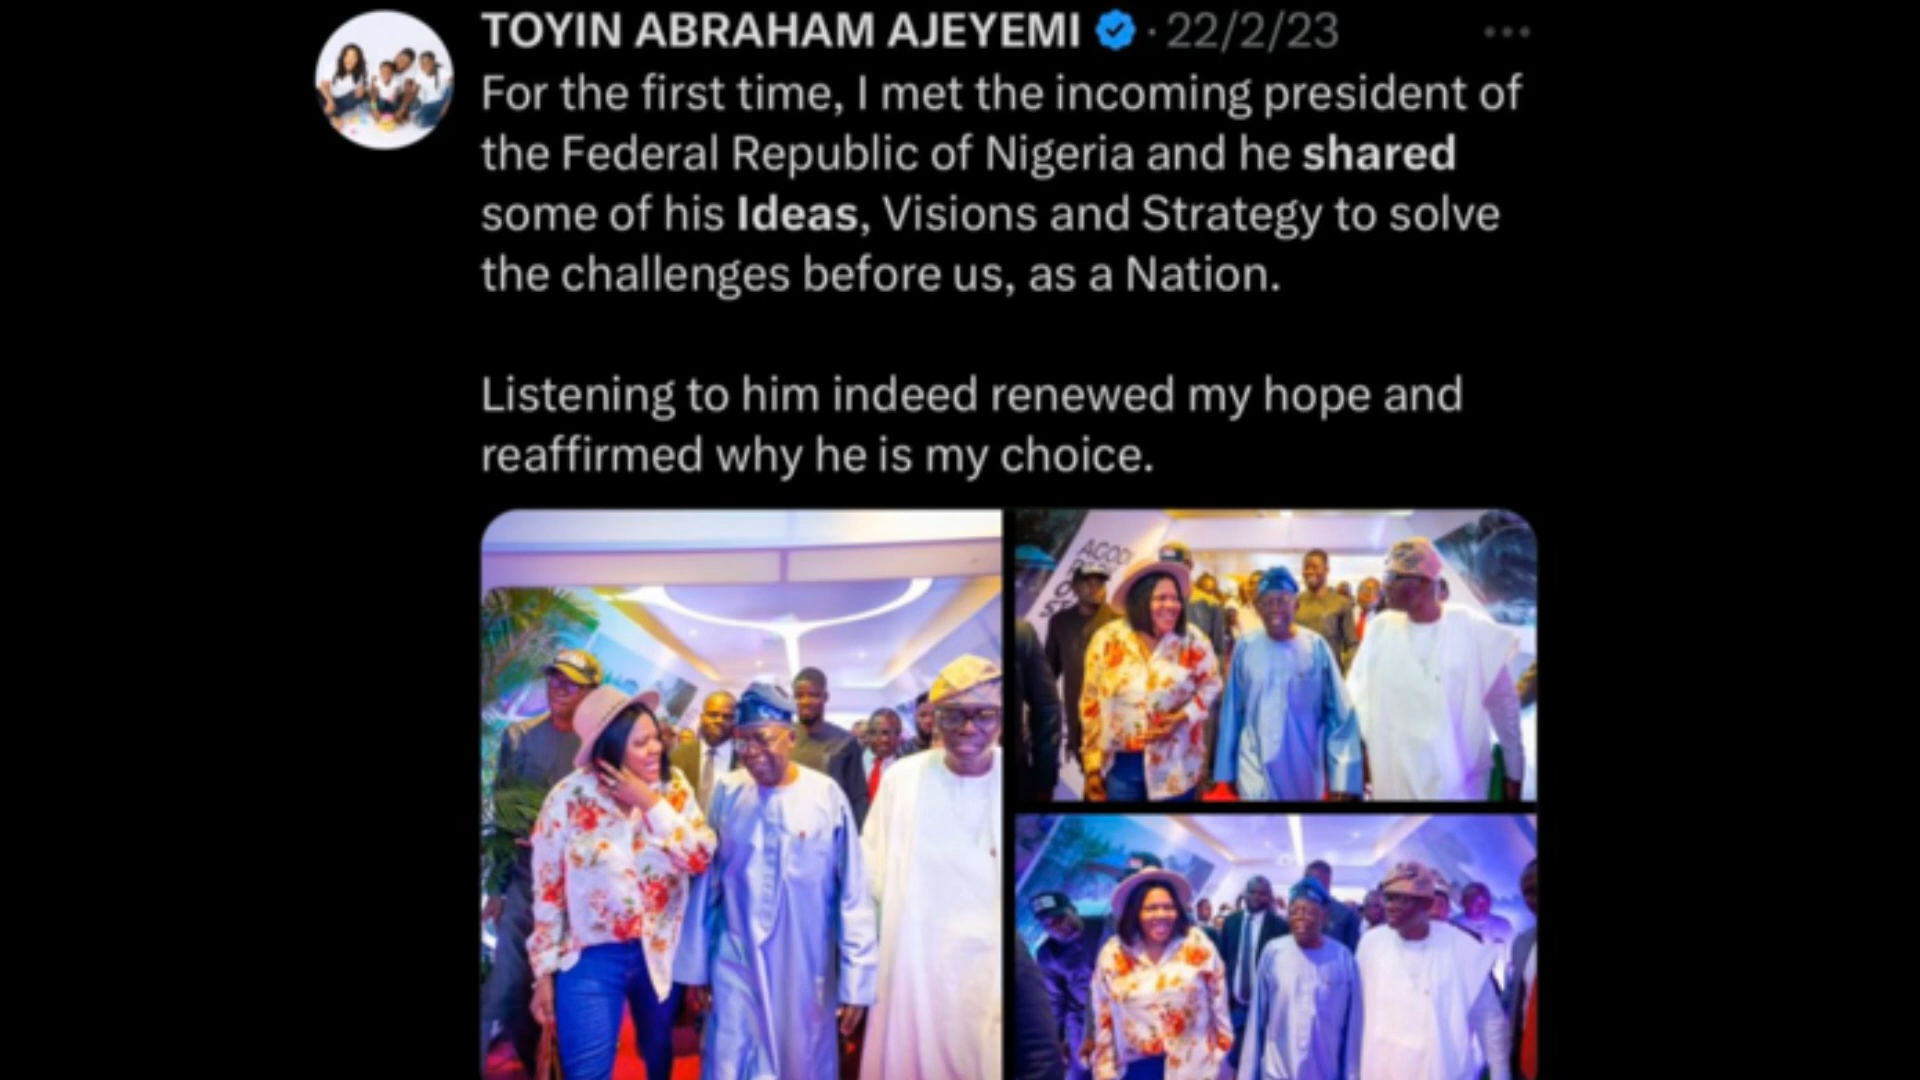 TOYIN ABRAHAM AJEYEMI · 22/2/23
For the first time, I met the incoming president of
the Federal Republic of Nigeria and he shared
some of his Ideas, Visions and Strategy to solve
the challenges before us, as a Nation.
Listening to him indeed renewed my hope and
reaffirmed why he is my choice.